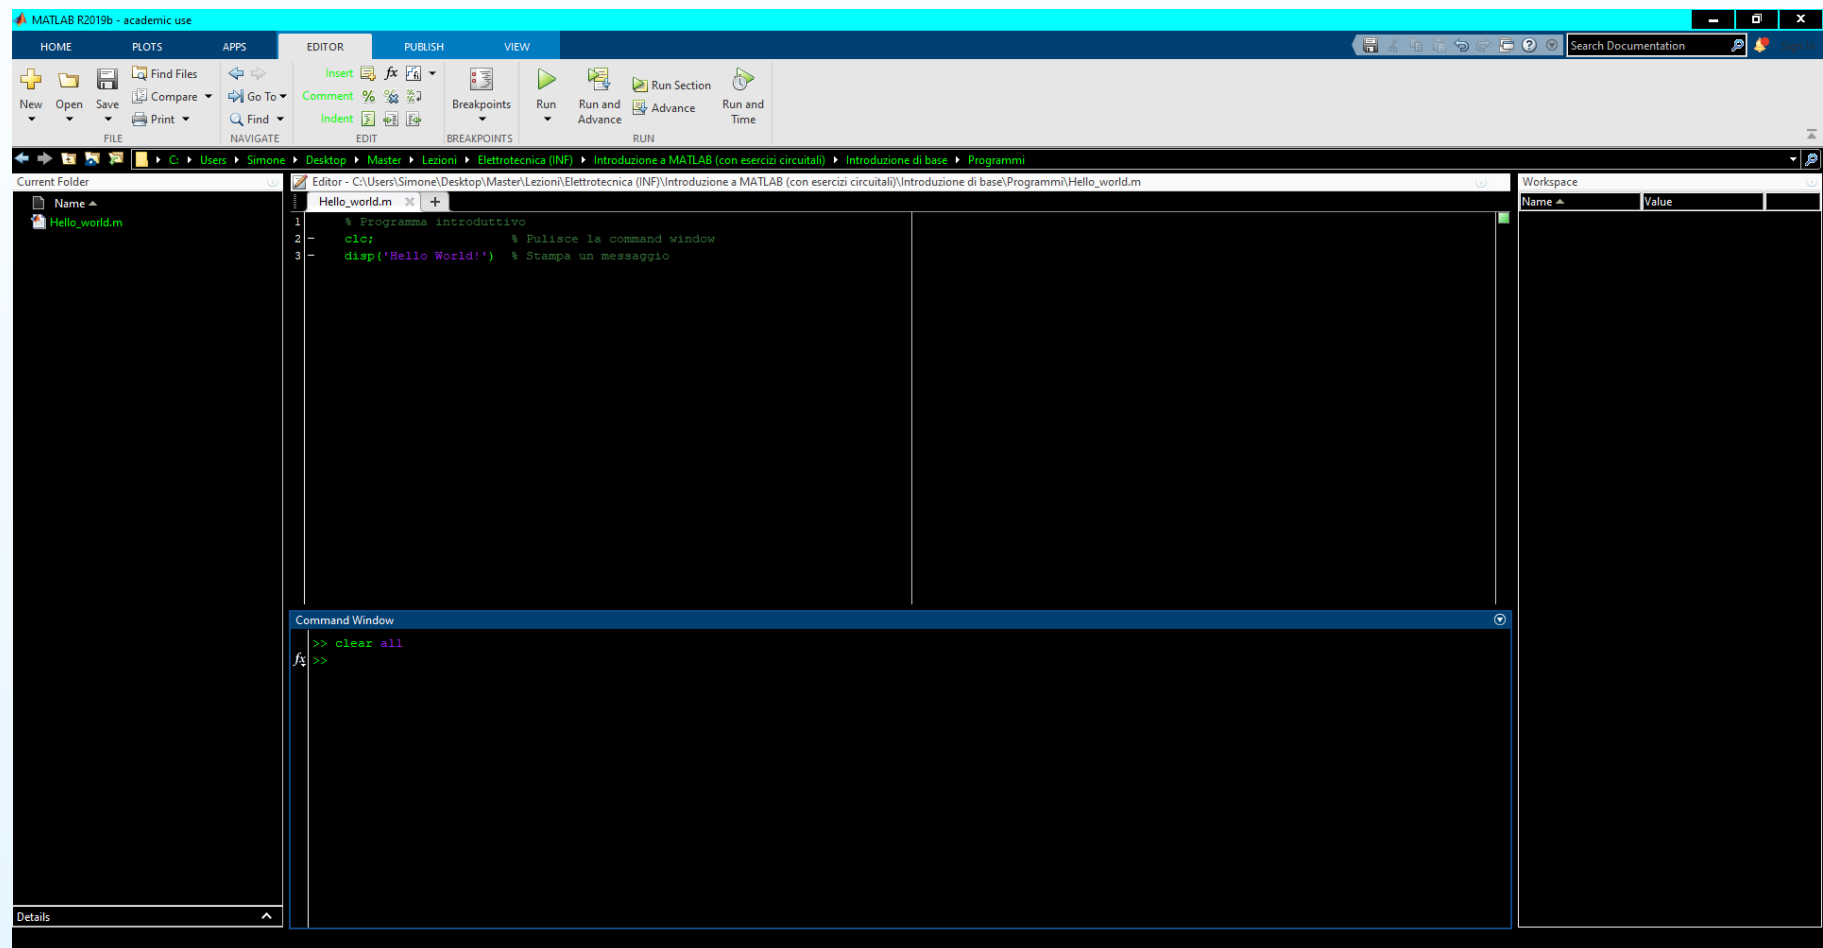 MATLAB R2019b - academic use
HOME PLOTS APPS EDITOR PUBLISH VIEW Search Documentation
New Open Save Find Files Compare Print
FILE
Go To Find
NAVIGATE
Insert fx
Comment
Indent
EDIT
Breakpoints
BREAKPOINTS
Run Run and Advance Run Section Advance Run and Time
RUN
C: Users Simone Desktop Master Lezioni Elettrotecnica (INF) Introduzione a MATLAB (con esercizi circuitali) Introduzione di base Programmi
Current Folder
Name
Hello_world.m
Details
Editor - C:\Users\Simone\Desktop\Master\Lezioni\Elettrotecnica (INF)\Introduzione a MATLAB (con esercizi circuitali)\Introduzione di base\Programmi\Hello_world.m
Hello_world.m +
1 % Programma introduttivo
2 - clc; % Pulisce la command window
3 - disp('Hello World!') % Stampa un messaggio
Command Window
>> clear all
fx >>
Workspace
Name Value